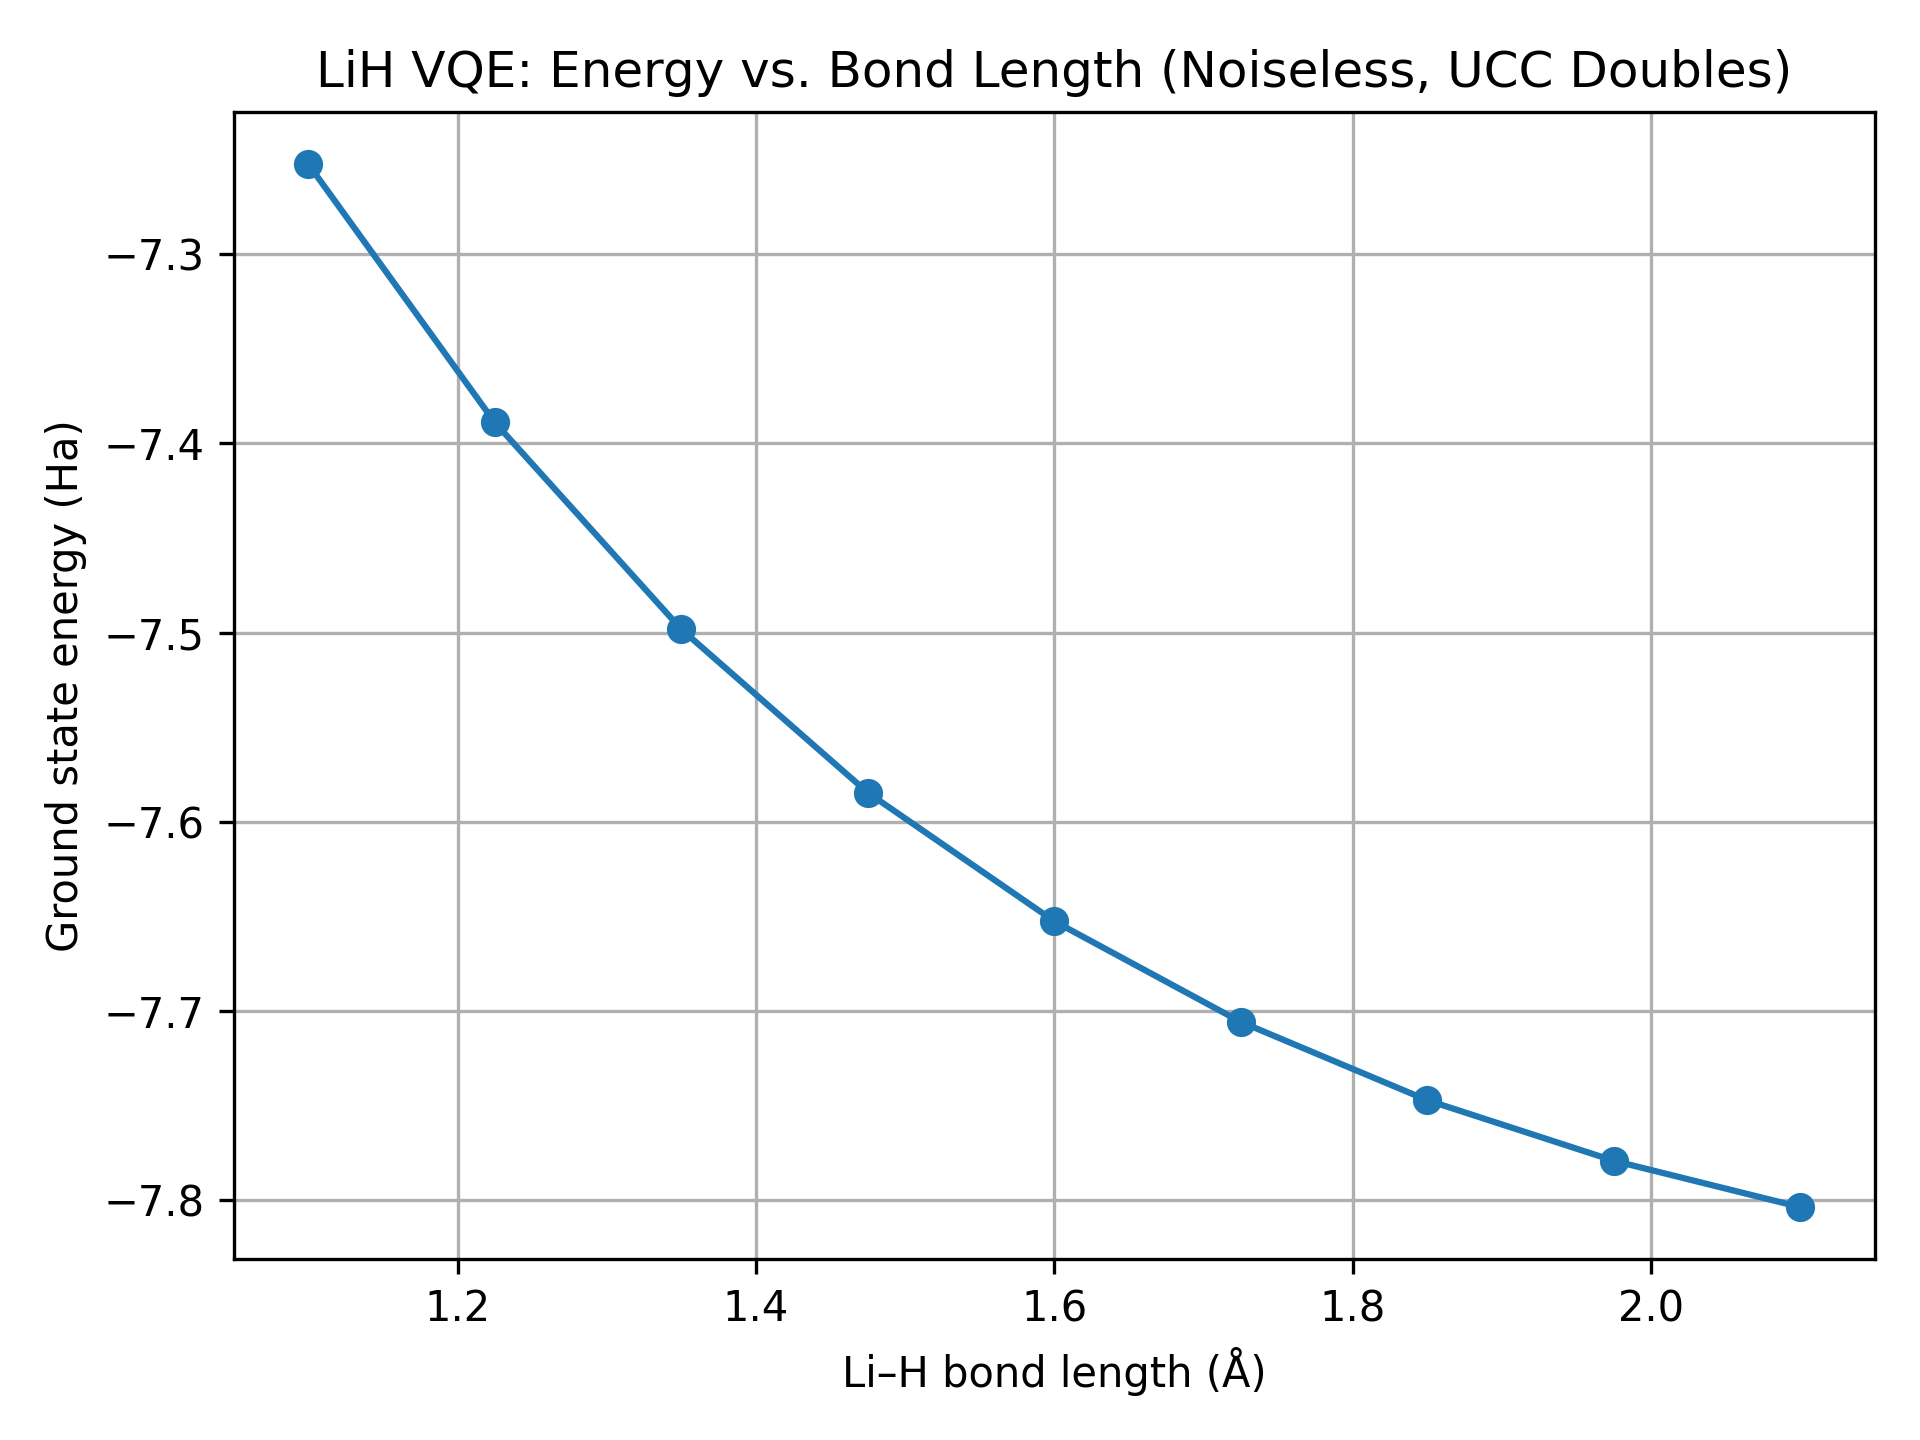 LiH VQE: Energy vs. Bond Length (Noiseless, UCC Doubles)
Ground state energy (Ha)
−7.3
−7.4
−7.5
−7.6
−7.7
−7.8
1.2 1.4 1.6 1.8 2.0
Li–H bond length (Å)